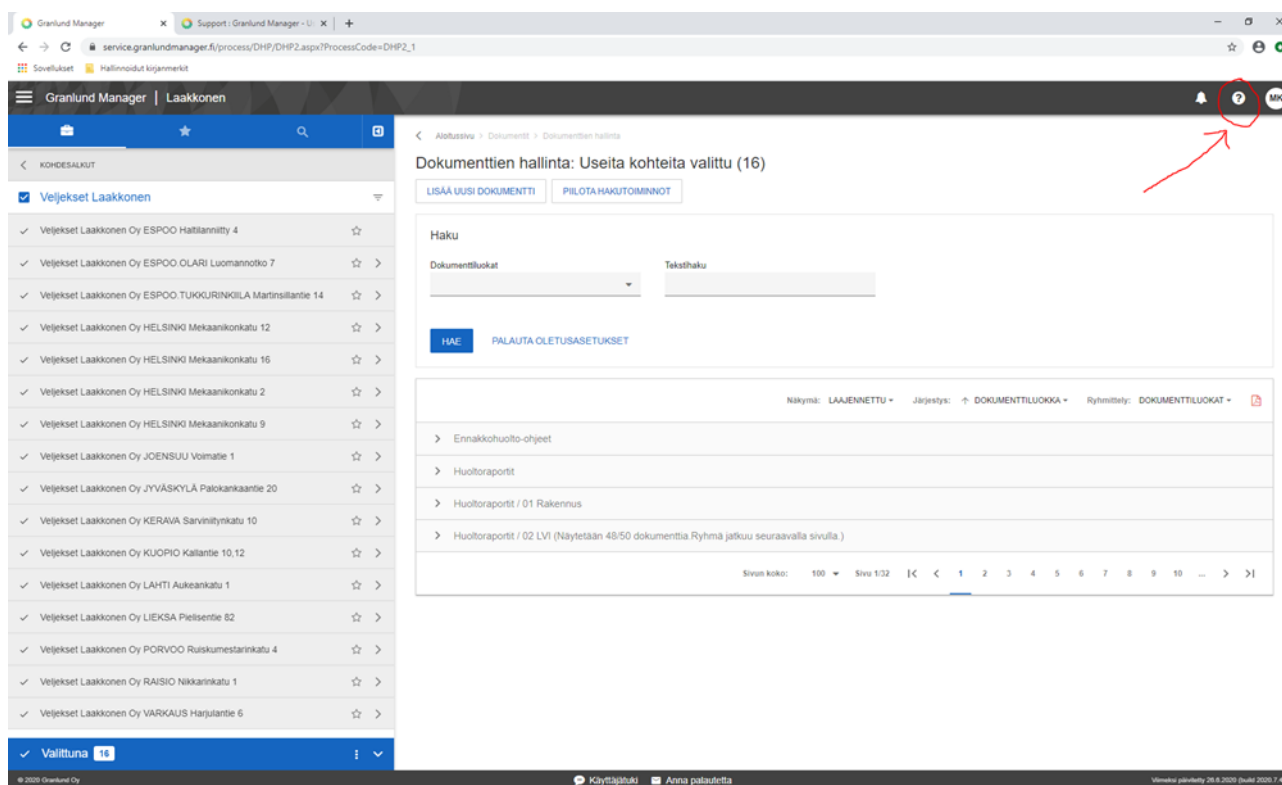 Granlund Manager
Support : Granlund Manager - U
service.granlundmanager.fi/process/DHP/DHP2.aspx?ProcessCode=DHP2_1
Sovellukset Hallinnoidut kirjanmerkit
Granlund Manager | Laakkonen
MK
KOHDESALKUT
Veljekset Laakkonen
Veljekset Laakkonen Oy ESPOO Haltilanniitty 4
Veljekset Laakkonen Oy ESPOO.OLARI Luomannotko 7
Veljekset Laakkonen Oy ESPOO.TUKKURINKIILA Martinsillantie 14
Veljekset Laakkonen Oy HELSINKI Mekaanikonkatu 12
Veljekset Laakkonen Oy HELSINKI Mekaanikonkatu 16
Veljekset Laakkonen Oy HELSINKI Mekaanikonkatu 2
Veljekset Laakkonen Oy HELSINKI Mekaanikonkatu 9
Veljekset Laakkonen Oy JOENSUU Voimatie 1
Veljekset Laakkonen Oy JYVÄSKYLÄ Palokankaantie 20
Veljekset Laakkonen Oy KERAVA Sarviniitynkatu 10
Veljekset Laakkonen Oy KUOPIO Kallantie 10,12
Veljekset Laakkonen Oy LAHTI Aukeankatu 1
Veljekset Laakkonen Oy LIEKSA Pielisentie 82
Veljekset Laakkonen Oy PORVOO Ruiskumestarinkatu 4
Veljekset Laakkonen Oy RAISIO Nikkarinkatu 1
Veljekset Laakkonen Oy VARKAUS Harjulantie 6
Valittuna 16
Aloitussivu > Dokumentit > Dokumenttien hallinta
Dokumenttien hallinta: Useita kohteita valittu (16)
LISÄÄ UUSI DOKUMENTTI PIILOTA HAKUTOIMINNOT
Haku
Dokumenttiluokat Tekstihaku
HAE PALAUTA OLETUSASETUKSET
Näkymä: LAAJENNETTU Järjestys: DOKUMENTTILUOKKA Ryhmittely: DOKUMENTTILUOKAT
Ennakkohuolto-ohjeet
Huoltoraportit
Huoltoraportit / 01 Rakennus
Huoltoraportit / 02 LVI (Näytetään 48/50 dokumenttia.Ryhmä jatkuu seuraavalla sivulla.)
Sivun koko: 100 Sivu 1/32 1 2 3 4 5 6 7 8 9 10 ...
© 2020 Granlund Oy Käyttäjätuki Anna palautetta Viimeksi päivitetty 26.6.2020 (build 2020.7.4